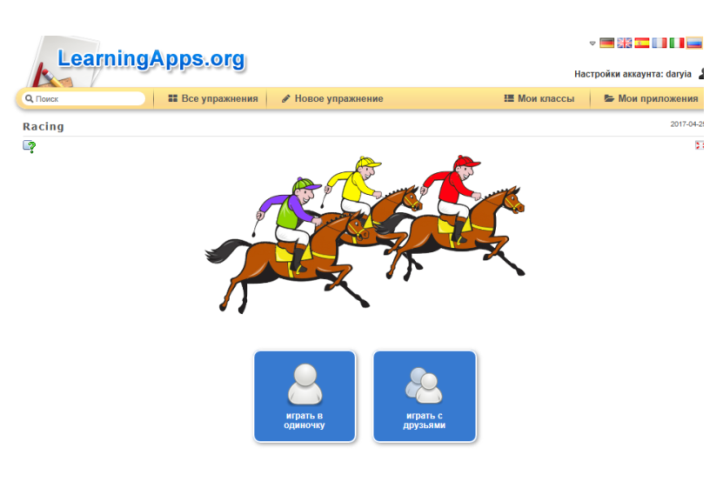 LearningApps.org
Настройки аккаунта: daryia
Поиск
Все упражнения
Новое упражнение
Мои классы
Мои приложения
Racing
2017-04-
играть в
одиночку
играть с
друзьями